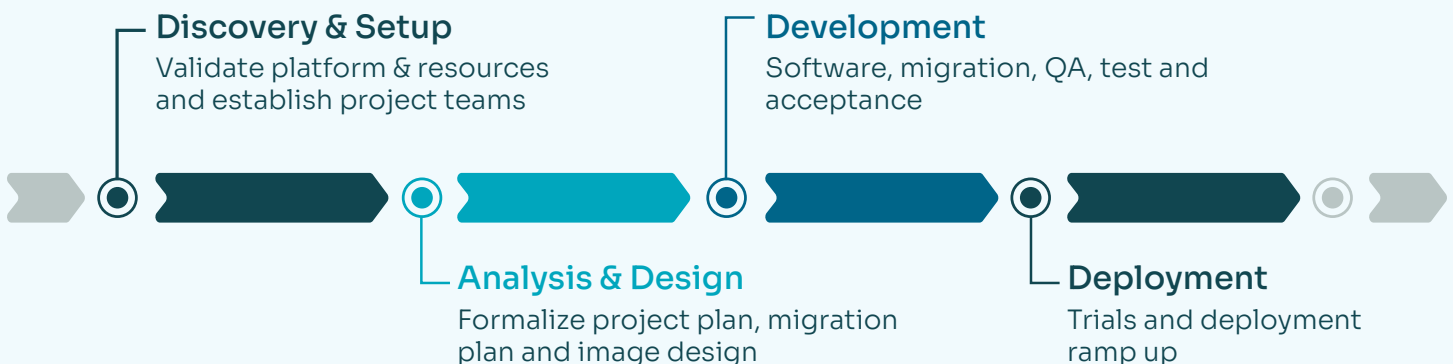 Discovery & Setup
Validate platform & resources
and establish project teams
Development
Software, migration, QA, test and
acceptance
Analysis & Design
Formalize project plan, migration
plan and image design
Deployment
Trials and deployment
ramp up